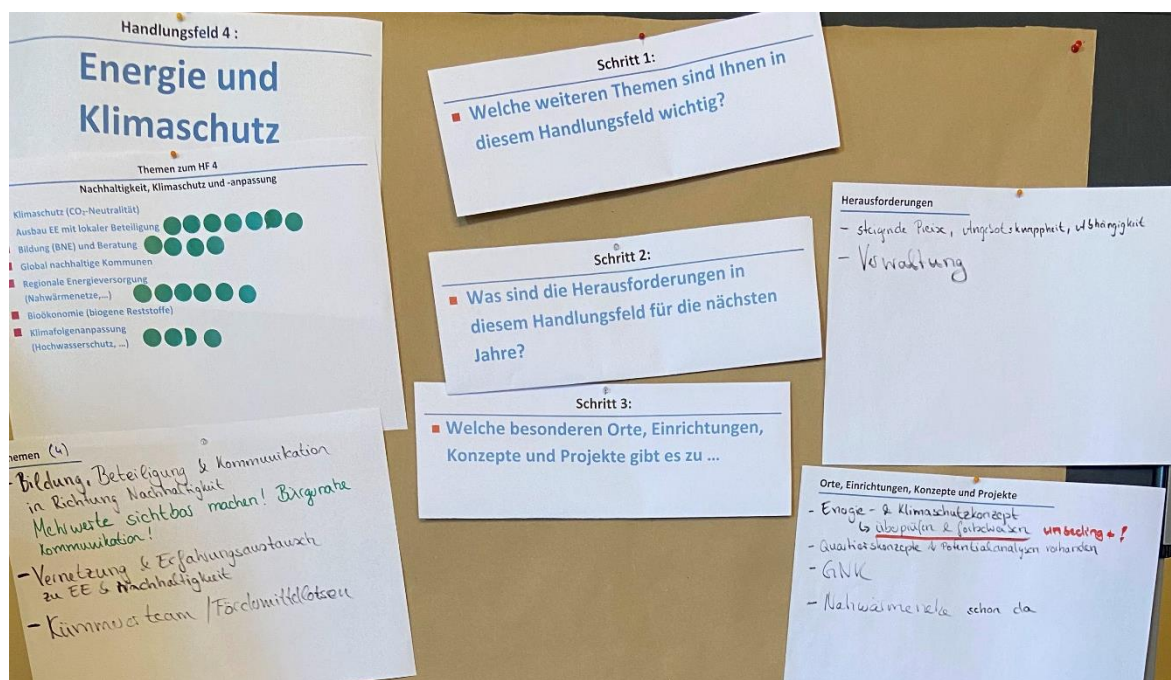 Handlungsfeld 4 :
Energie und
Klimaschutz
Themen zum HF 4
Nachhaltigkeit, Klimaschutz und -anpassung
Klimaschutz (CO₂-Neutralität)
Ausbau EE mit lokaler Beteiligung
Bildung (BNE) und Beratung
Global nachhaltige Kommunen
Regionale Energieversorgung
(Nahwärmenetze,...)
Bioökonomie (biogene Reststoffe)
Klimafolgenanpassung
(Hochwasserschutz, ...)
emen (4)
- Bildung, Beteiligung & Kommunikation
in Richtung Nachhaltigkeit
Mehrwerte sichtbar machen! Bürgernahe
Kommunikation!
- Vernetzung & Erfahrungsaustausch
zu EE & Nachhaltigkeit
- Kümmererteam / Fördermittellotsen
Schritt 1:
Welche weiteren Themen sind Ihnen in
diesem Handlungsfeld wichtig?
Schritt 2:
Was sind die Herausforderungen in
diesem Handlungsfeld für die nächsten
Jahre?
Schritt 3:
Welche besonderen Orte, Einrichtungen,
Konzepte und Projekte gibt es zu ...
Herausforderungen
- steigende Preise, Angebotsknappheit, Abhängigkeit
- Verwaltung
Orte, Einrichtungen, Konzepte und Projekte
- Energie- & Klimaschutzkonzept
↳ überprüfen & fortschreiben unbedingt!
- Quartierskonzepte & Potentialanalysen vorhanden
- GNK
- Nahwärmenetze schon da